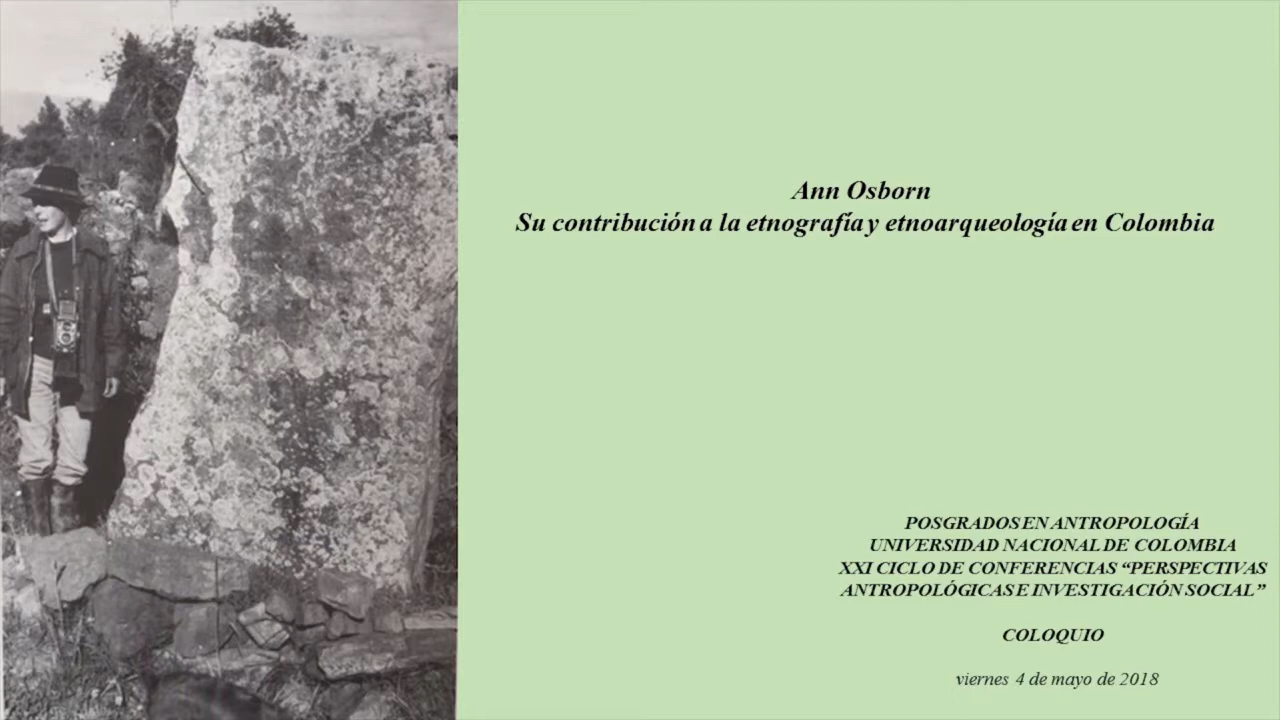 Ann Osborn
Su contribución a la etnografía y etnoarqueología en Colombia
POSGRADOS EN ANTROPOLOGÍA
UNIVERSIDAD NACIONAL DE COLOMBIA
XXI CICLO DE CONFERENCIAS “PERSPECTIVAS
ANTROPOLÓGICAS E INVESTIGACIÓN SOCIAL”
COLOQUIO
viernes 4 de mayo de 2018